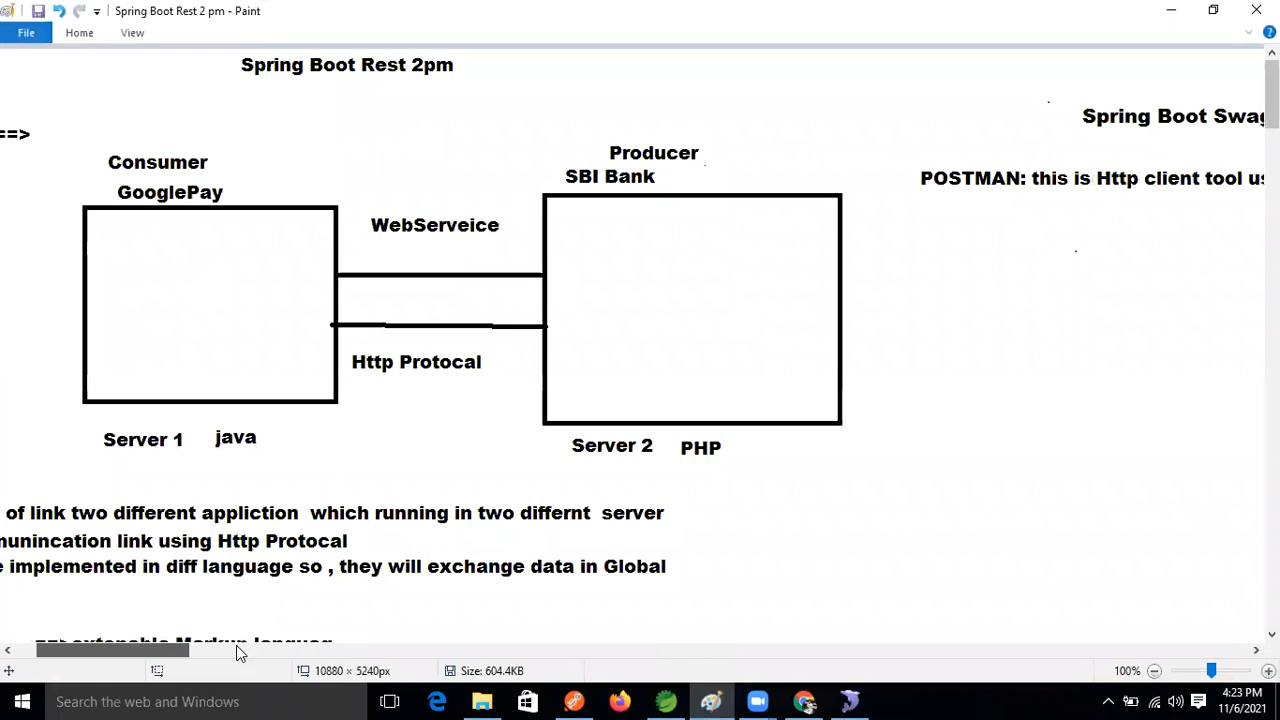 Spring Boot Rest 2 pm - Paint
File Home View
Spring Boot Rest 2pm
Spring Boot Swag
==>
Consumer
GooglePay
Producer
SBI Bank
POSTMAN: this is Http client tool us
WebServeice
Http Protocal
Server 1 java
Server 2 PHP
of link two different appliction which running in two differnt server
munincation link using Http Protocal
e implemented in diff language so , they will exchange data in Global
==>extenable Markup languag
10880 × 5240px
Size: 604.4KB
100%
Search the web and Windows
4:23 PM
11/6/2021